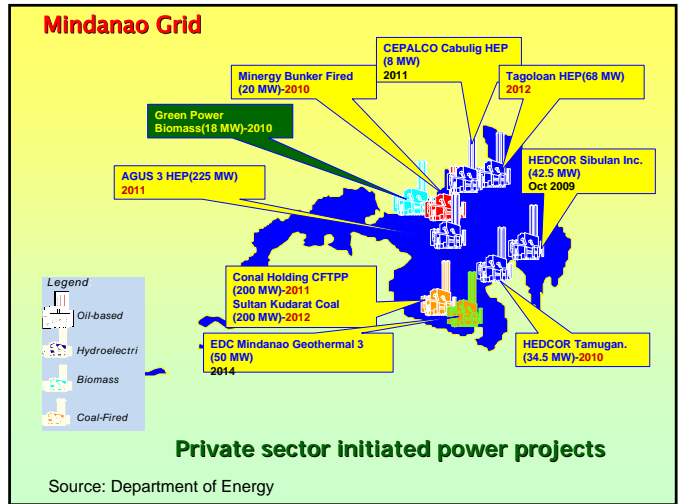 Mindanao Grid
CEPALCO Cabulig HEP
(8 MW)
2011
Minergy Bunker Fired
(20 MW)-2010
Tagoloan HEP(68 MW)
2012
Green Power
Biomass(18 MW)-2010
HEDCOR Sibulan Inc.
(42.5 MW)
Oct 2009
AGUS 3 HEP(225 MW)
2011
Conal Holding CFTPP
(200 MW)-2011
Sultan Kudarat Coal
(200 MW)-2012
EDC Mindanao Geothermal 3
(50 MW)
2014
HEDCOR Tamugan.
(34.5 MW)-2010
Legend
Oil-based
Hydroelectri
Biomass
Coal-Fired
Private sector initiated power projects
Source: Department of Energy